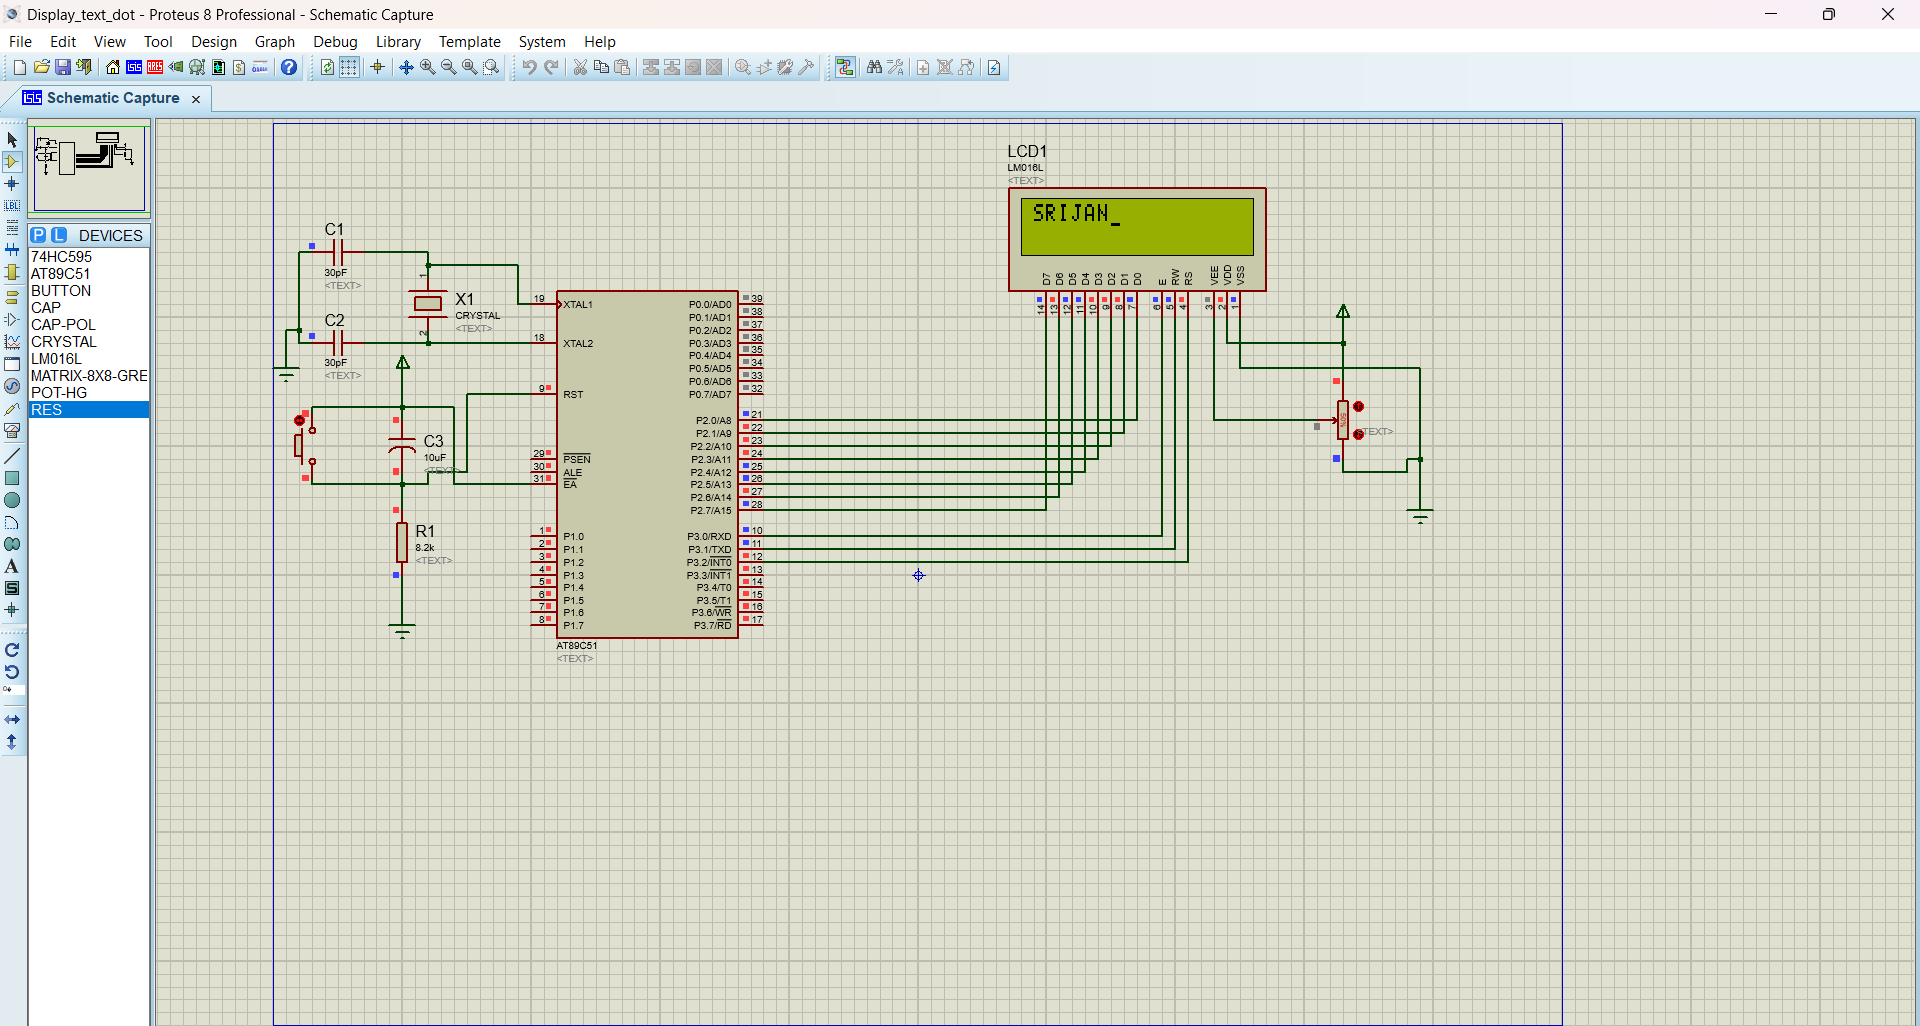 Display_text_dot - Proteus 8 Professional - Schematic Capture
File Edit View Tool Design Graph Debug Library Template System Help
Schematic Capture
P L DEVICES
74HC595
AT89C51
BUTTON
CAP
CAP-POL
CRYSTAL
LM016L
MATRIX-8X8-GRE
POT-HG
RES
LBL
A
S
LCD1
LM016L
<TEXT>
SRIJAN_
D7 D6 D5 D4 D3 D2 D1 D0 E RW RS VEE VDD VSS
14 13 12 11 10 9 8 7 6 5 4 3 2 1
C1
30pF
<TEXT>
C2
30pF
<TEXT>
1
X1
CRYSTAL
<TEXT>
2
C3
10uF
<TEXT>
R1
8.2k
<TEXT>
19 XTAL1
18 XTAL2
9 RST
29 PSEN
30 ALE
31 EA
1 P1.0
2 P1.1
3 P1.2
4 P1.3
5 P1.4
6 P1.5
7 P1.6
8 P1.7
P0.0/AD0 39
P0.1/AD1 38
P0.2/AD2 37
P0.3/AD3 36
P0.4/AD4 35
P0.5/AD5 34
P0.6/AD6 33
P0.7/AD7 32
P2.0/A8 21
P2.1/A9 22
P2.2/A10 23
P2.3/A11 24
P2.4/A12 25
P2.5/A13 26
P2.6/A14 27
P2.7/A15 28
P3.0/RXD 10
P3.1/TXD 11
P3.2/INT0 12
P3.3/INT1 13
P3.4/T0 14
P3.5/T1 15
P3.6/WR 16
P3.7/RD 17
AT89C51
<TEXT>
50%
TEXT>